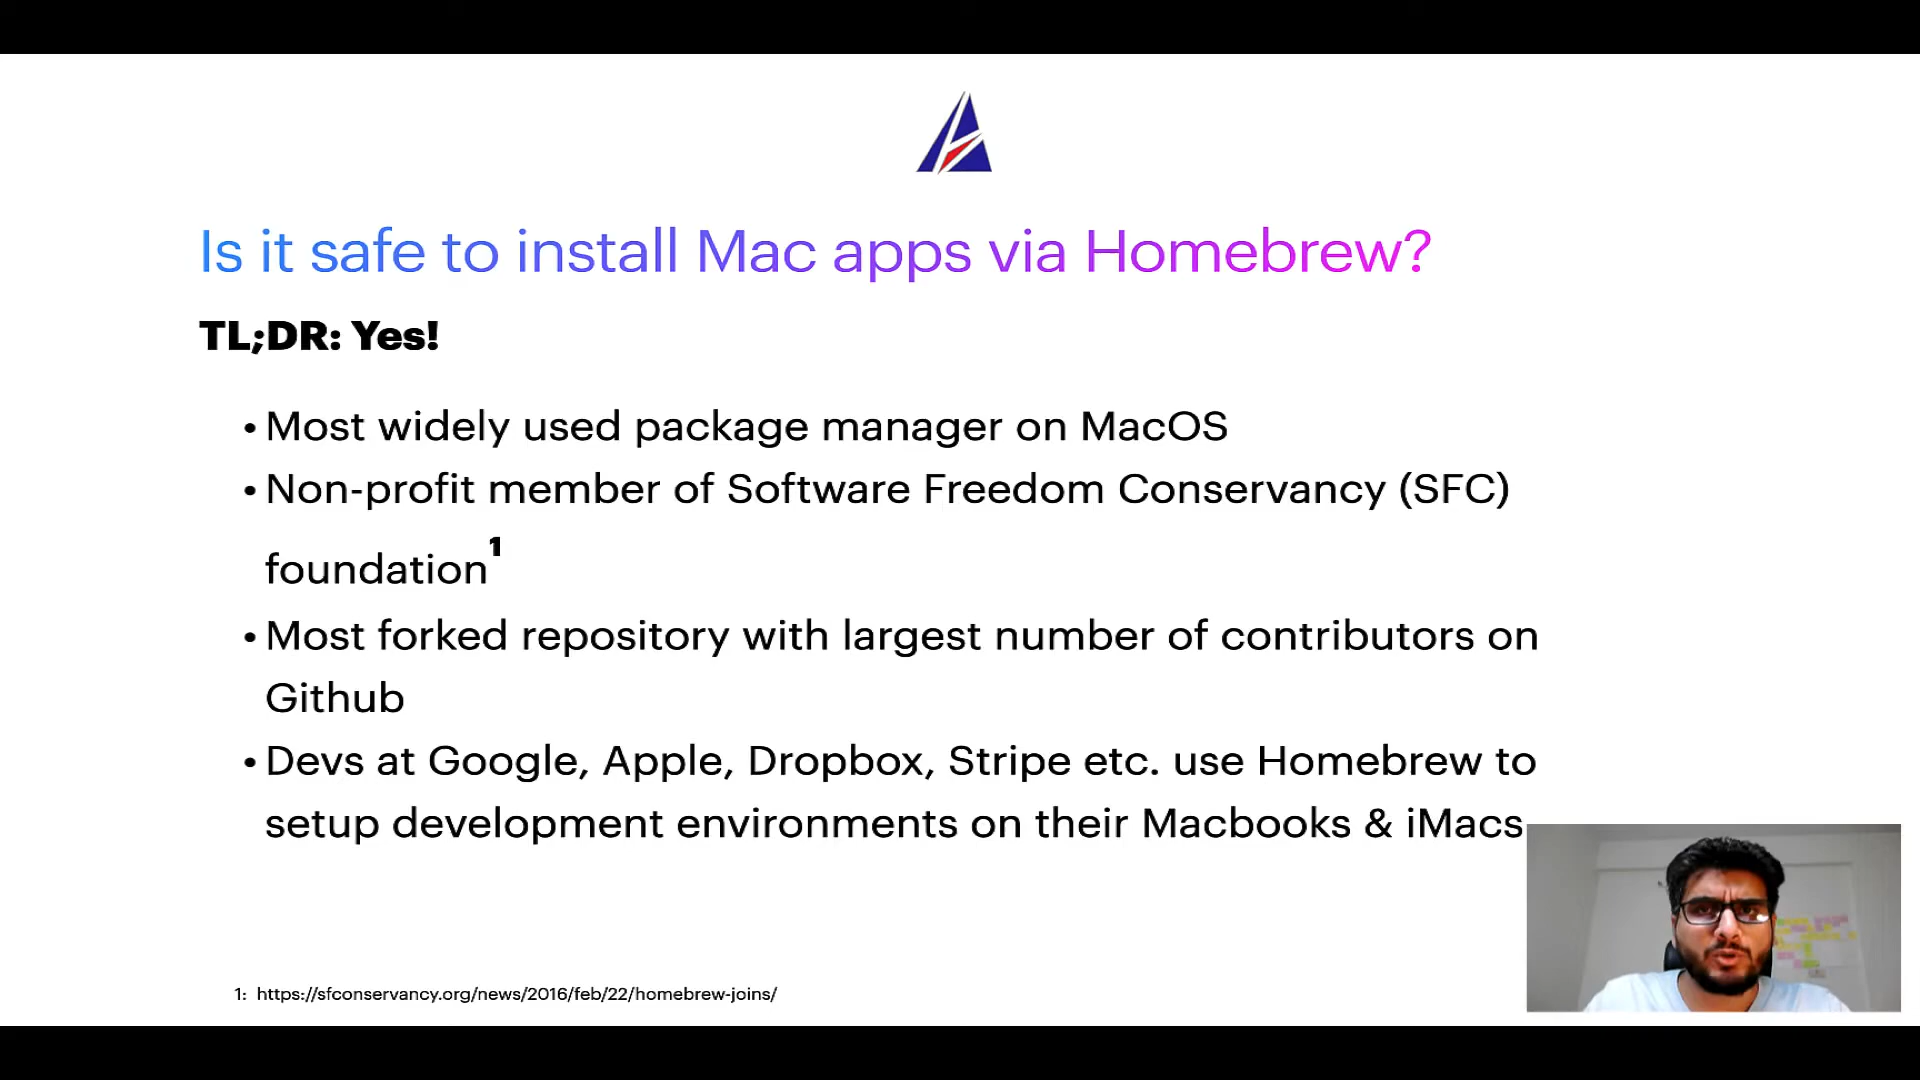 Is it safe to install Mac apps via Homebrew?
TL;DR: Yes!
• Most widely used package manager on MacOS
• Non-profit member of Software Freedom Conservancy (SFC)
foundation1
• Most forked repository with largest number of contributors on
Github
• Devs at Google, Apple, Dropbox, Stripe etc. use Homebrew to
setup development environments on their Macbooks & iMacs
1: https://sfconservancy.org/news/2016/feb/22/homebrew-joins/